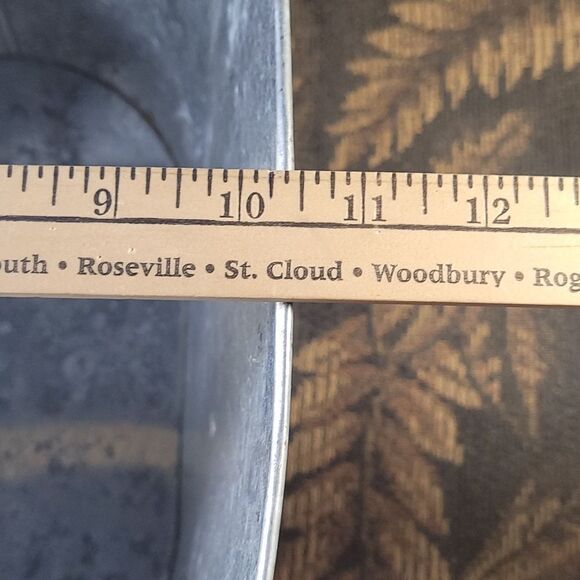 9 10 11 12
outh • Roseville • St. Cloud • Woodbury • Rog